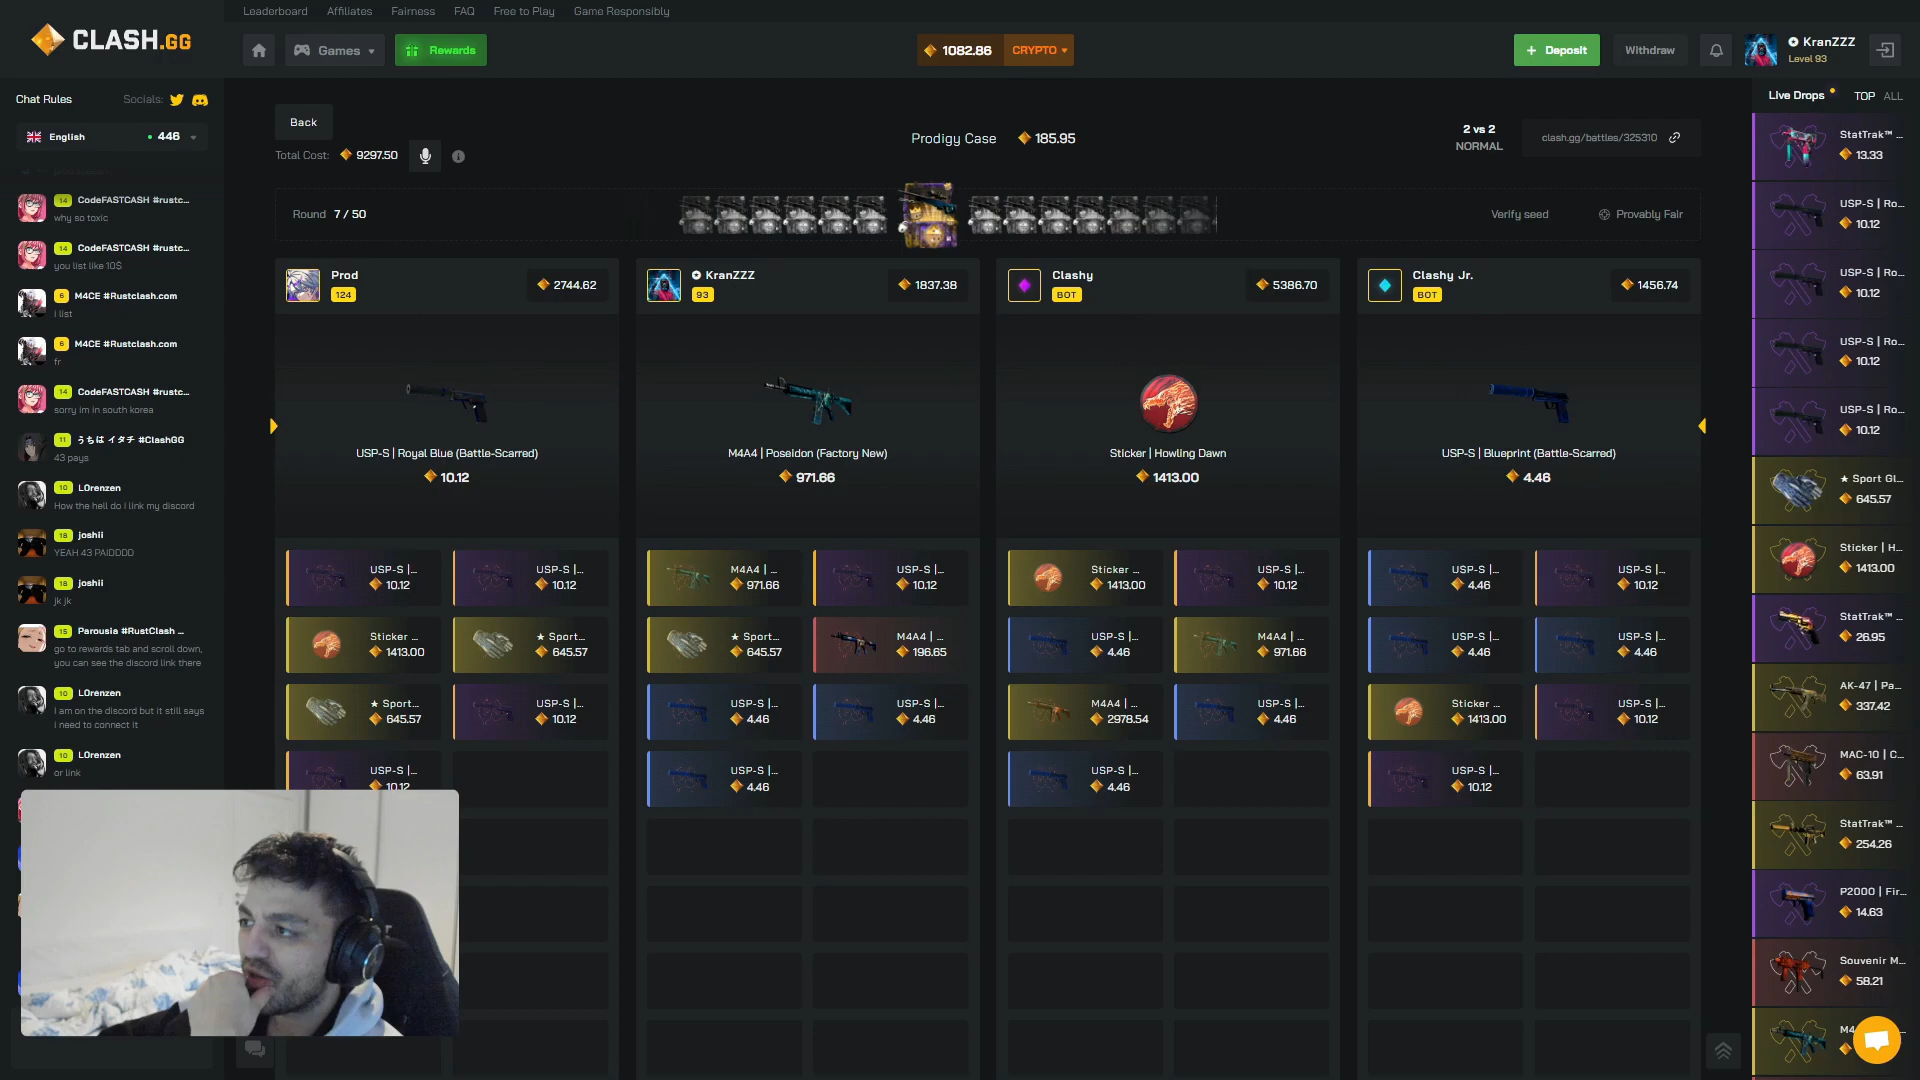 Leaderboard Affiliates Fairness FAQ Free to Play Game Responsibly
CLASH.GG
Games
Rewards
1082.86 CRYPTO
+ Deposit
Withdraw
KranZZZ
Level 93
Chat Rules
Socials:
English
446
14 CodeFASTCASH #rustc...
why so toxic
14 CodeFASTCASH #rustc...
you list like 10$
6 M4CE #Rustclash.com
i list
6 M4CE #Rustclash.com
fr
14 CodeFASTCASH #rustc...
sorry im in south korea
11 うちは イタチ #ClashGG
43 pays
10 L0renzen
How the hell do I link my discord
18 joshii
YEAH 43 PAIDDDD
18 joshii
jk jk
15 Parousia #RustClash ...
go to rewards tab and scroll down,
you can see the discord link there
10 L0renzen
I am on the discord but it still says
I need to connect it
10 L0renzen
or link
Back
Total Cost: 9297.50
Prodigy Case 185.95
2 vs 2
NORMAL
clash.gg/battles/325310
Round 7 / 50
Verify seed
Provably Fair
Prod
124
2744.62
KranZZZ
93
1837.38
Clashy
BOT
5386.70
Clashy Jr.
BOT
1456.74
USP-S | Royal Blue (Battle-Scarred)
10.12
M4A4 | Poseidon (Factory New)
971.66
Sticker | Howling Dawn
1413.00
USP-S | Blueprint (Battle-Scarred)
4.46
USP-S |...
10.12
USP-S |...
10.12
Sticker ...
1413.00
★ Sport...
645.57
★ Sport...
645.57
USP-S |...
10.12
USP-S |...
10.12
M4A4 | ...
971.66
USP-S |...
10.12
★ Sport...
645.57
M4A4 | ...
196.65
USP-S |...
4.46
USP-S |...
4.46
USP-S |...
4.46
Sticker ...
1413.00
USP-S |...
10.12
USP-S |...
4.46
M4A4 | ...
971.66
M4A4 | ...
2978.54
USP-S |...
4.46
USP-S |...
4.46
USP-S |...
4.46
USP-S |...
10.12
USP-S |...
4.46
USP-S |...
4.46
Sticker ...
1413.00
USP-S |...
10.12
USP-S |...
10.12
Live Drops
TOP ALL
StatTrak™ ...
13.33
USP-S | Ro...
10.12
USP-S | Ro...
10.12
USP-S | Ro...
10.12
USP-S | Ro...
10.12
★ Sport Gl...
645.57
Sticker | H...
1413.00
StatTrak™ ...
26.95
AK-47 | Pa...
337.42
MAC-10 | C...
63.91
StatTrak™ ...
254.26
P2000 | Fir...
14.63
Souvenir M...
58.21